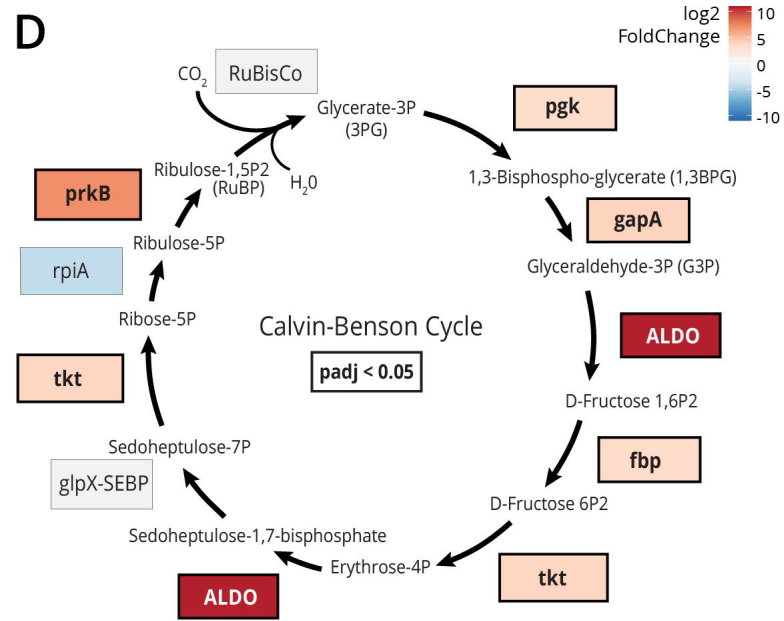 D
log2
FoldChange
10
5
0
-5
-10
CO2
RuBisCo
Glycerate-3P
(3PG)
pgk
1,3-Bisphospho-glycerate (1,3BPG)
gapA
Glyceraldehyde-3P (G3P)
ALDO
D-Fructose 1,6P2
fbp
D-Fructose 6P2
tkt
Erythrose-4P
ALDO
Sedoheptulose-1,7-bisphosphate
glpX-SEBP
Sedoheptulose-7P
tkt
Ribose-5P
rpiA
Ribulose-5P
prkB
Ribulose-1,5P2
(RuBP)
H20
Calvin-Benson Cycle
padj < 0.05